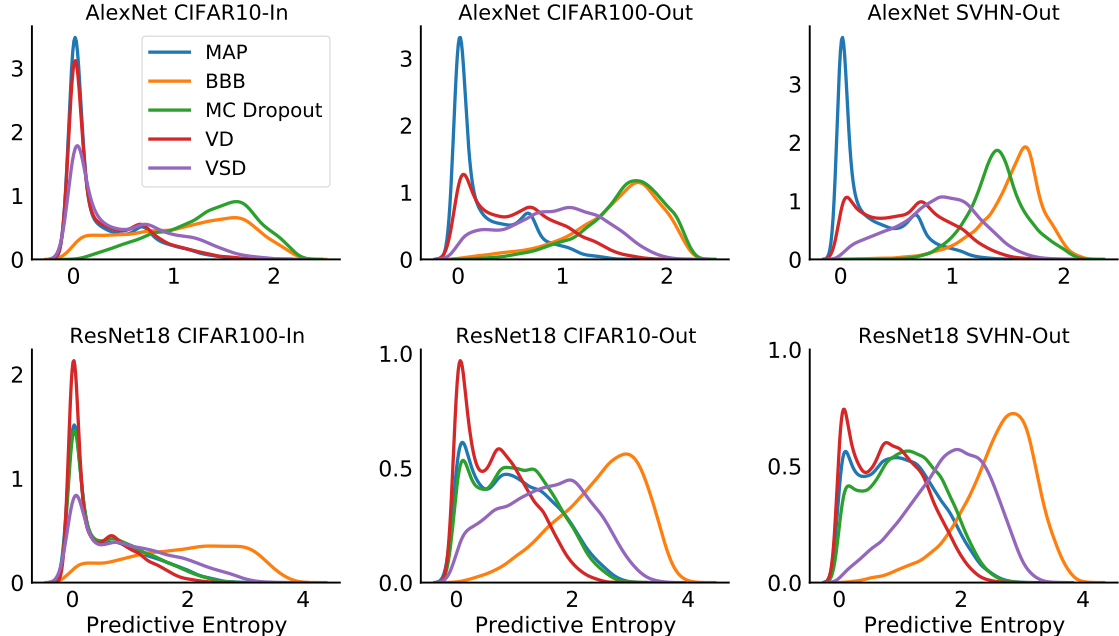 AlexNet CIFAR10-In
AlexNet CIFAR100-Out
AlexNet SVHN-Out
MAP
BBB
MC Dropout
VD
VSD
3
2
1
0
0
1
2
3
2
1
0
0
1
2
3
2
1
0
0
1
2
ResNet18 CIFAR100-In
ResNet18 CIFAR10-Out
ResNet18 SVHN-Out
2
1
0
0
2
4
Predictive Entropy
1.0
0.5
0.0
0
2
4
Predictive Entropy
1.0
0.5
0.0
0
2
4
Predictive Entropy